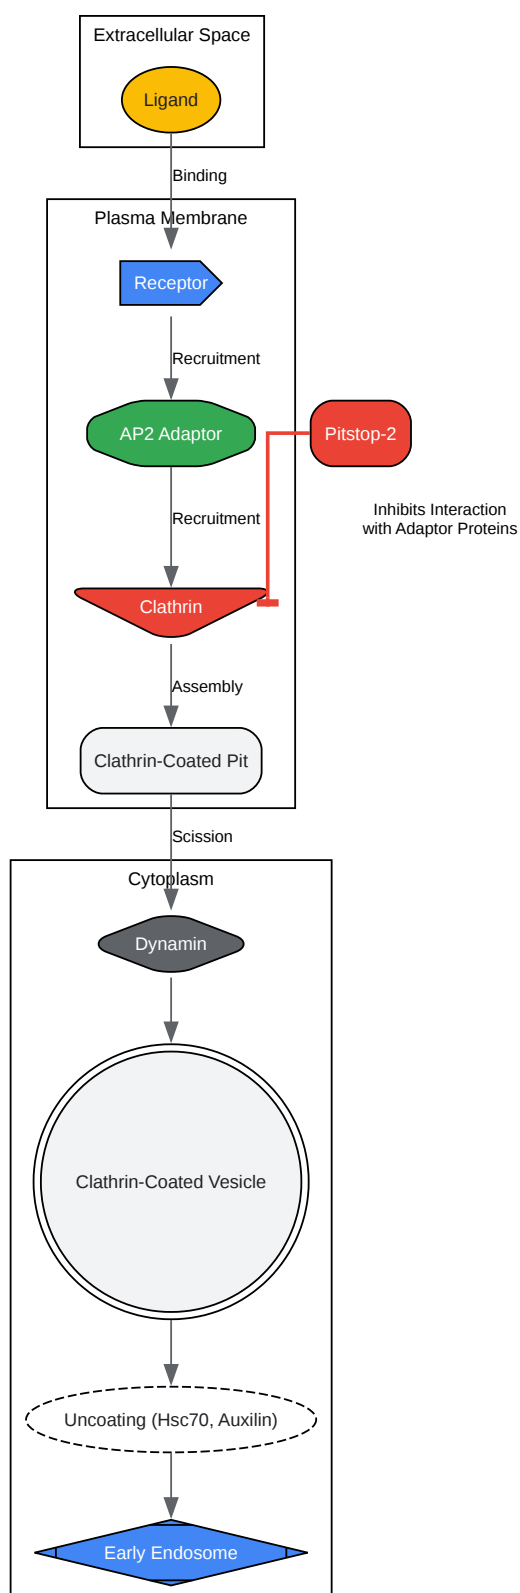 Extracellular Space
Ligand
Binding
Plasma Membrane
Receptor
Recruitment
AP2 Adaptor
Pitstop-2
Inhibits Interaction
with Adaptor Proteins
Recruitment
Clathrin
Assembly
Clathrin-Coated Pit
Scission
Cytoplasm
Dynamin
Clathrin-Coated Vesicle
Uncoating (Hsc70, Auxilin)
Early Endosome